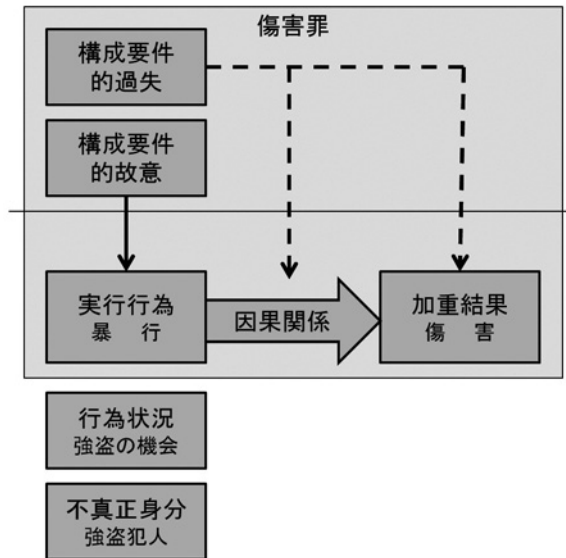 傷害罪
構成要件
的過失
構成要件
的故意
実行行為
暴　行
因果関係
加重結果
傷　害
行為状況
強盗の機会
不真正身分
強盗犯人